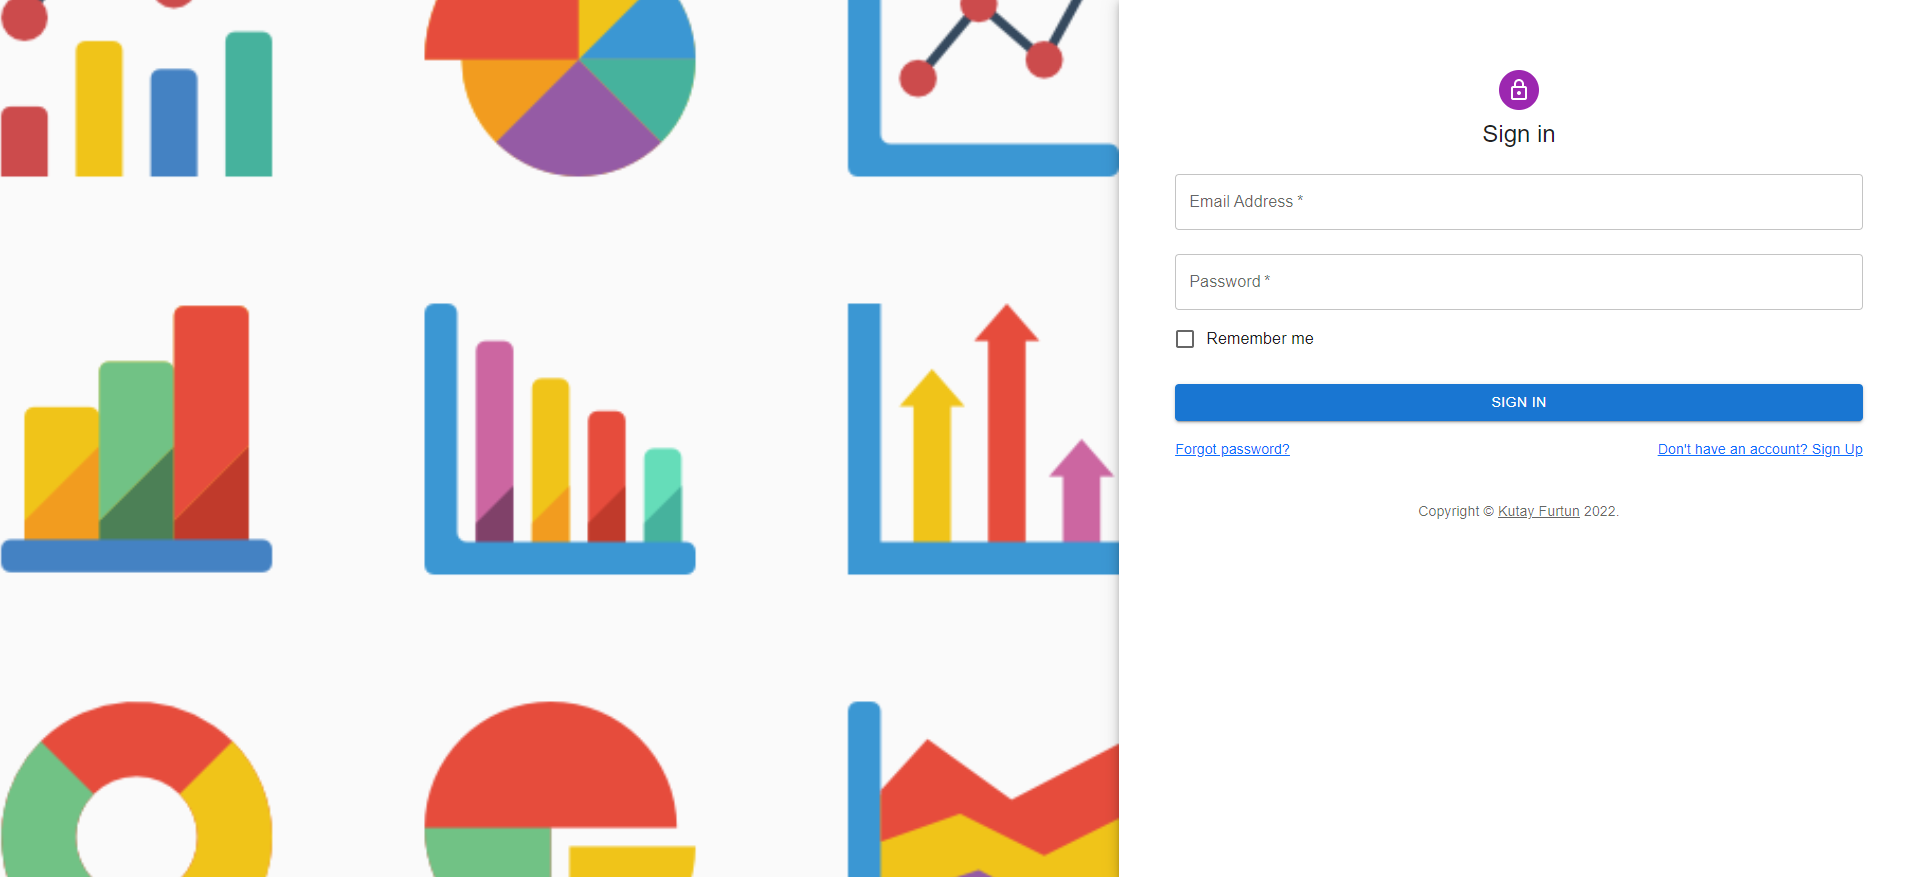 Sign in
Email Address *
Password *
Remember me
SIGN IN
Forgot password? Don't have an account? Sign Up
Copyright © Kutay Furtun 2022.